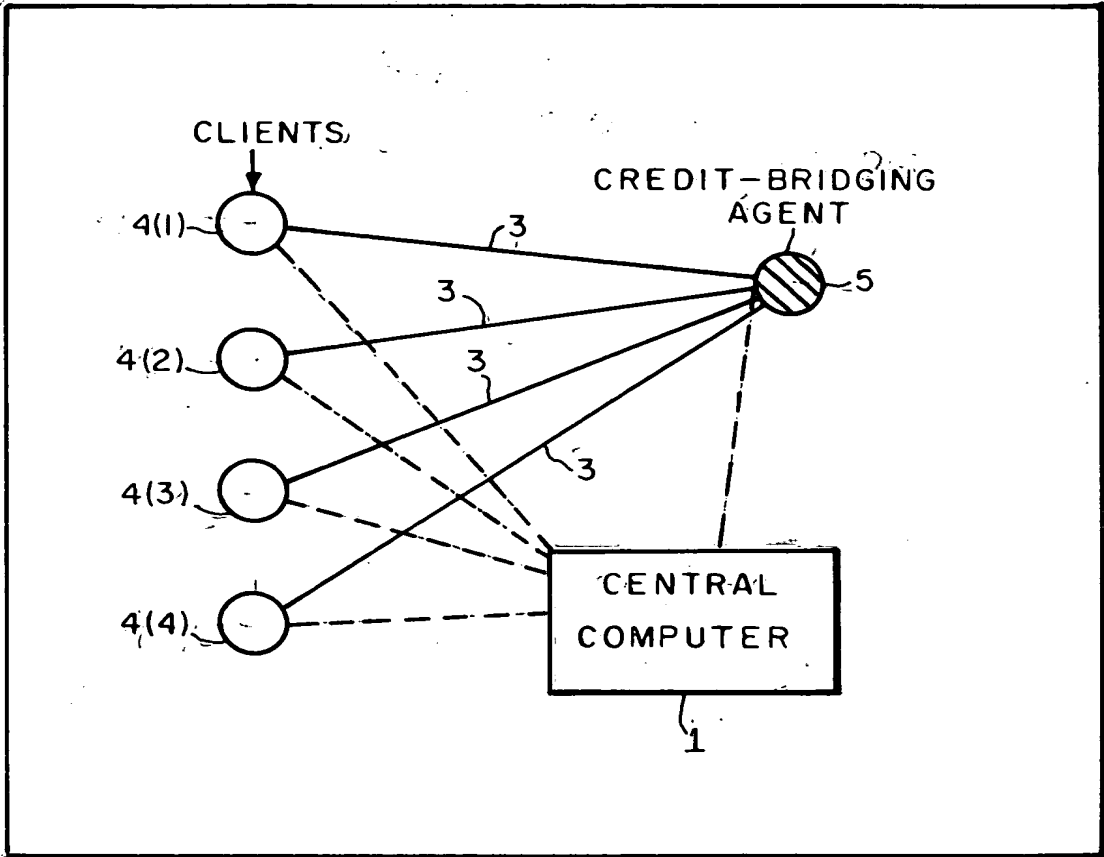 CLIENTS
CREDIT-BRIDGING
AGENT
4(1)
3
5
3
4(2)
3
3
4(3)
4(4)
CENTRAL
COMPUTER
1